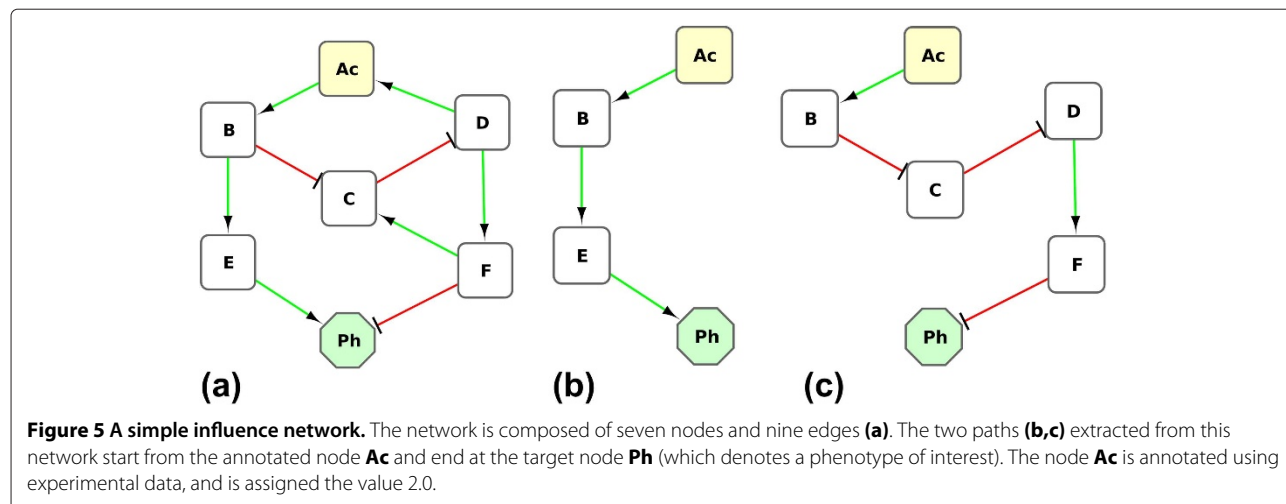 Ac
B
D
C
E
F
Ph
(a)
Ac
B
E
Ph
(b)
Ac
B
D
C
F
Ph
(c)
Figure 5 A simple influence network. The network is composed of seven nodes and nine edges (a). The two paths (b,c) extracted from this
network start from the annotated node Ac and end at the target node Ph (which denotes a phenotype of interest). The node Ac is annotated using
experimental data, and is assigned the value 2.0.